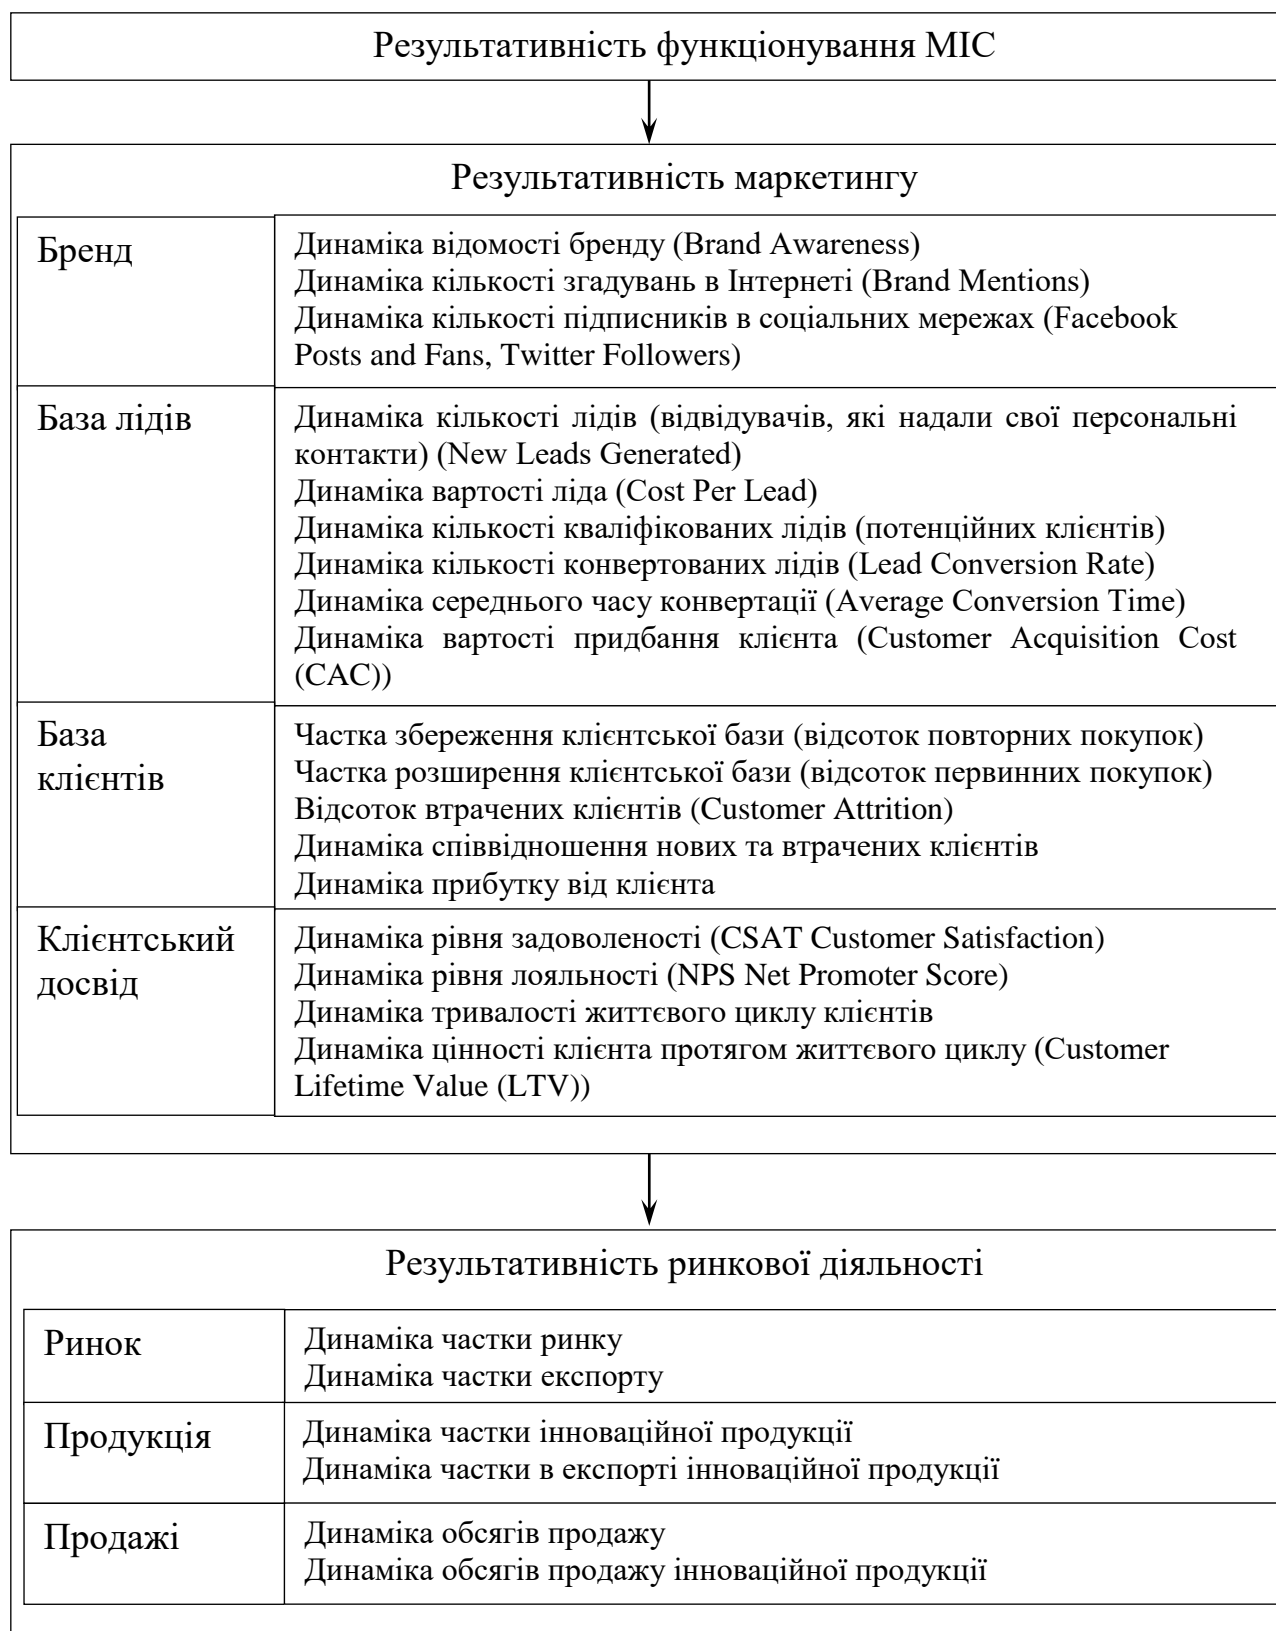 Результативність функціонування МІС
Результативність маркетингу
Бренд
Динаміка відомості бренду (Brand Awareness)
Динаміка кількості згадувань в Інтернеті (Brand Mentions)
Динаміка кількості підписників в соціальних мережах (Facebook
Posts and Fans, Twitter Followers)
База лідів
Динаміка кількості лідів (відвідувачів, які надали свої персональні
контакти) (New Leads Generated)
Динаміка вартості ліда (Cost Per Lead)
Динаміка кількості кваліфікованих лідів (потенційних клієнтів)
Динаміка кількості конвертованих лідів (Lead Conversion Rate)
Динаміка середнього часу конвертації (Average Conversion Time)
Динаміка вартості придбання клієнта (Customer Acquisition Cost
(CAC))
База
клієнтів
Частка збереження клієнтської бази (відсоток повторних покупок)
Частка розширення клієнтської бази (відсоток первинних покупок)
Відсоток втрачених клієнтів (Customer Attrition)
Динаміка співвідношення нових та втрачених клієнтів
Динаміка прибутку від клієнта
Клієнтський
досвід
Динаміка рівня задоволеності (CSAT Customer Satisfaction)
Динаміка рівня лояльності (NPS Net Promoter Score)
Динаміка тривалості життєвого циклу клієнтів
Динаміка цінності клієнта протягом життєвого циклу (Customer
Lifetime Value (LTV))
Результативність ринкової діяльності
Ринок
Динаміка частки ринку
Динаміка частки експорту
Продукція
Динаміка частки інноваційної продукції
Динаміка частки в експорті інноваційної продукції
Продажі
Динаміка обсягів продажу
Динаміка обсягів продажу інноваційної продукції